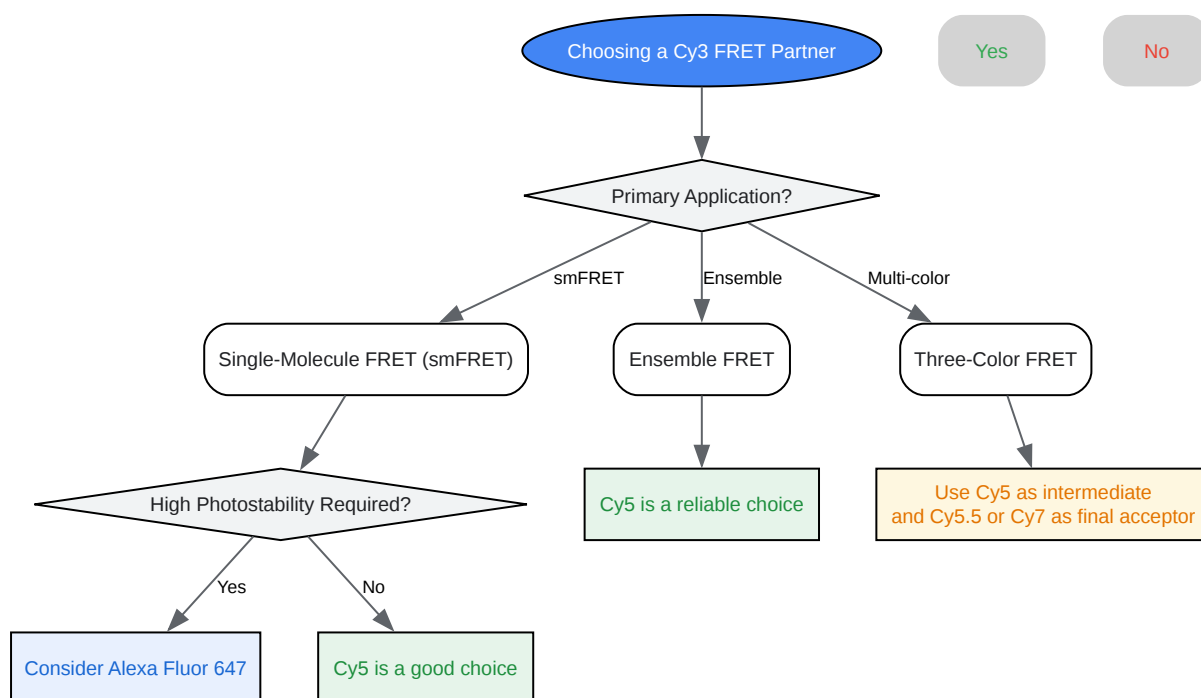 Choosing a Cy3 FRET Partner
Yes
No
Primary Application?
smFRET
Ensemble
Multi-color
Single-Molecule FRET (smFRET)
Ensemble FRET
Three-Color FRET
High Photostability Required?
Cy5 is a reliable choice
Use Cy5 as intermediate
and Cy5.5 or Cy7 as final acceptor
Yes
No
Consider Alexa Fluor 647
Cy5 is a good choice